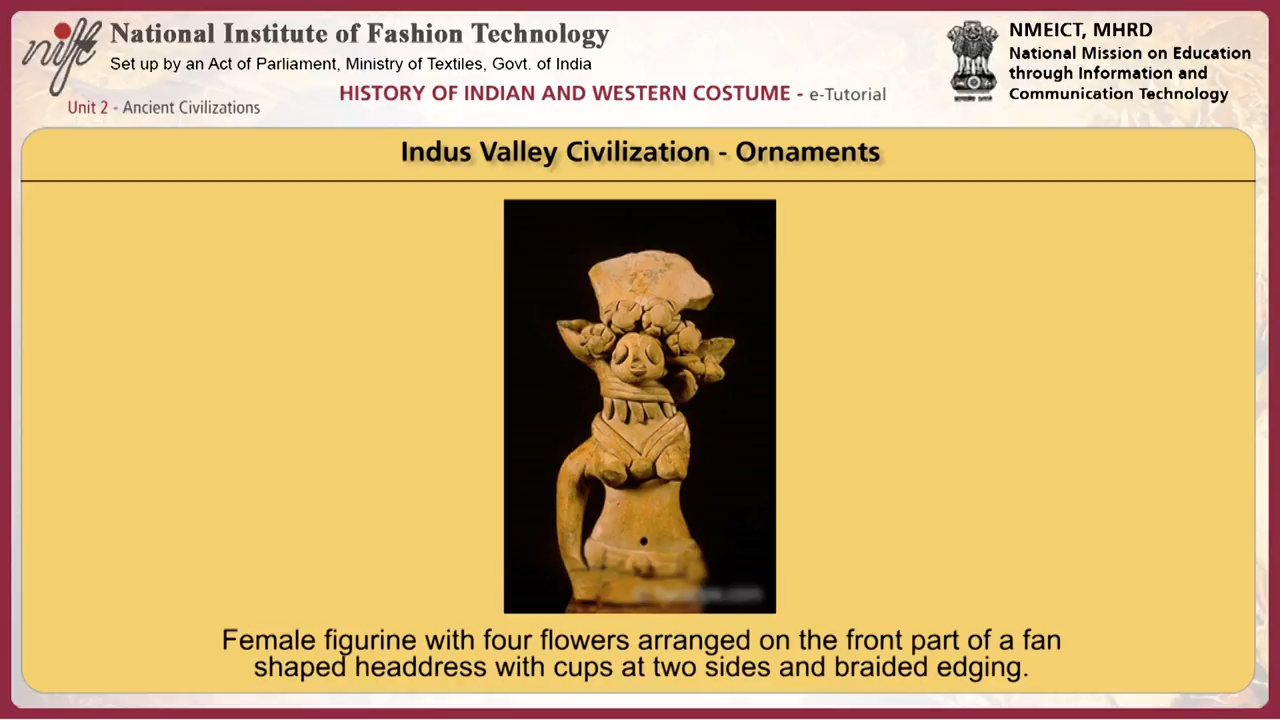 nift
National Institute of Fashion Technology
Set up by an Act of Parliament, Ministry of Textiles, Govt. of India
Unit 2 - Ancient Civilizations
HISTORY OF INDIAN AND WESTERN COSTUME - e-Tutorial
NMEICT, MHRD
National Mission on Education
through Information and
Communication Technology
Indus Valley Civilization - Ornaments
Female figurine with four flowers arranged on the front part of a fan
shaped headdress with cups at two sides and braided edging.